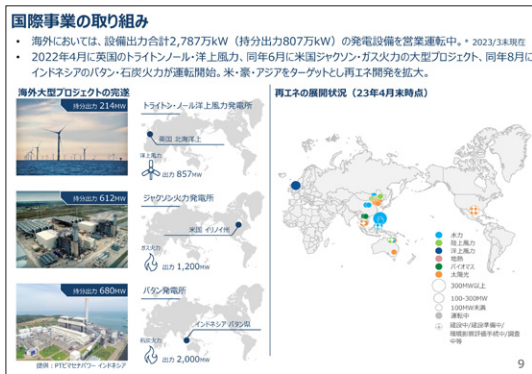 国際事業の取り組み
• 海外においては、設備出力合計2,787万kW（持分出力807万kW）の発電設備を営業運転中。* 2023/3末現在
• 2022年4月に英国のトライトンノール・洋上風力、同年6月に米国ジャクソン・ガス火力の大型プロジェクト、同年8月に
インドネシアのバタン・石炭火力が運転開始。米・豪・アジアをターゲットとし再エネ開発を拡大。
海外大型プロジェクトの完遂
持分出力 214MW
トライトン・ノール洋上風力発電所
英国 北海洋上
洋上風力
出力 857MW
持分出力 612MW
ジャクソン火力発電所
米国 イリノイ州
ガス火力
出力 1,200MW
持分出力 680MW
バタン発電所
インドネシア バタン県
石炭火力
出力 2,000MW
提供：PTビマセナパワー インドネシア
再エネの展開状況（23年4月末時点）
水力
陸上風力
洋上風力
地熱
バイオマス
太陽光
300MW以上
100-300MW
100MW未満
運転中
建設中/建設準備中/
環境影響評価手続中/調査
中等
9